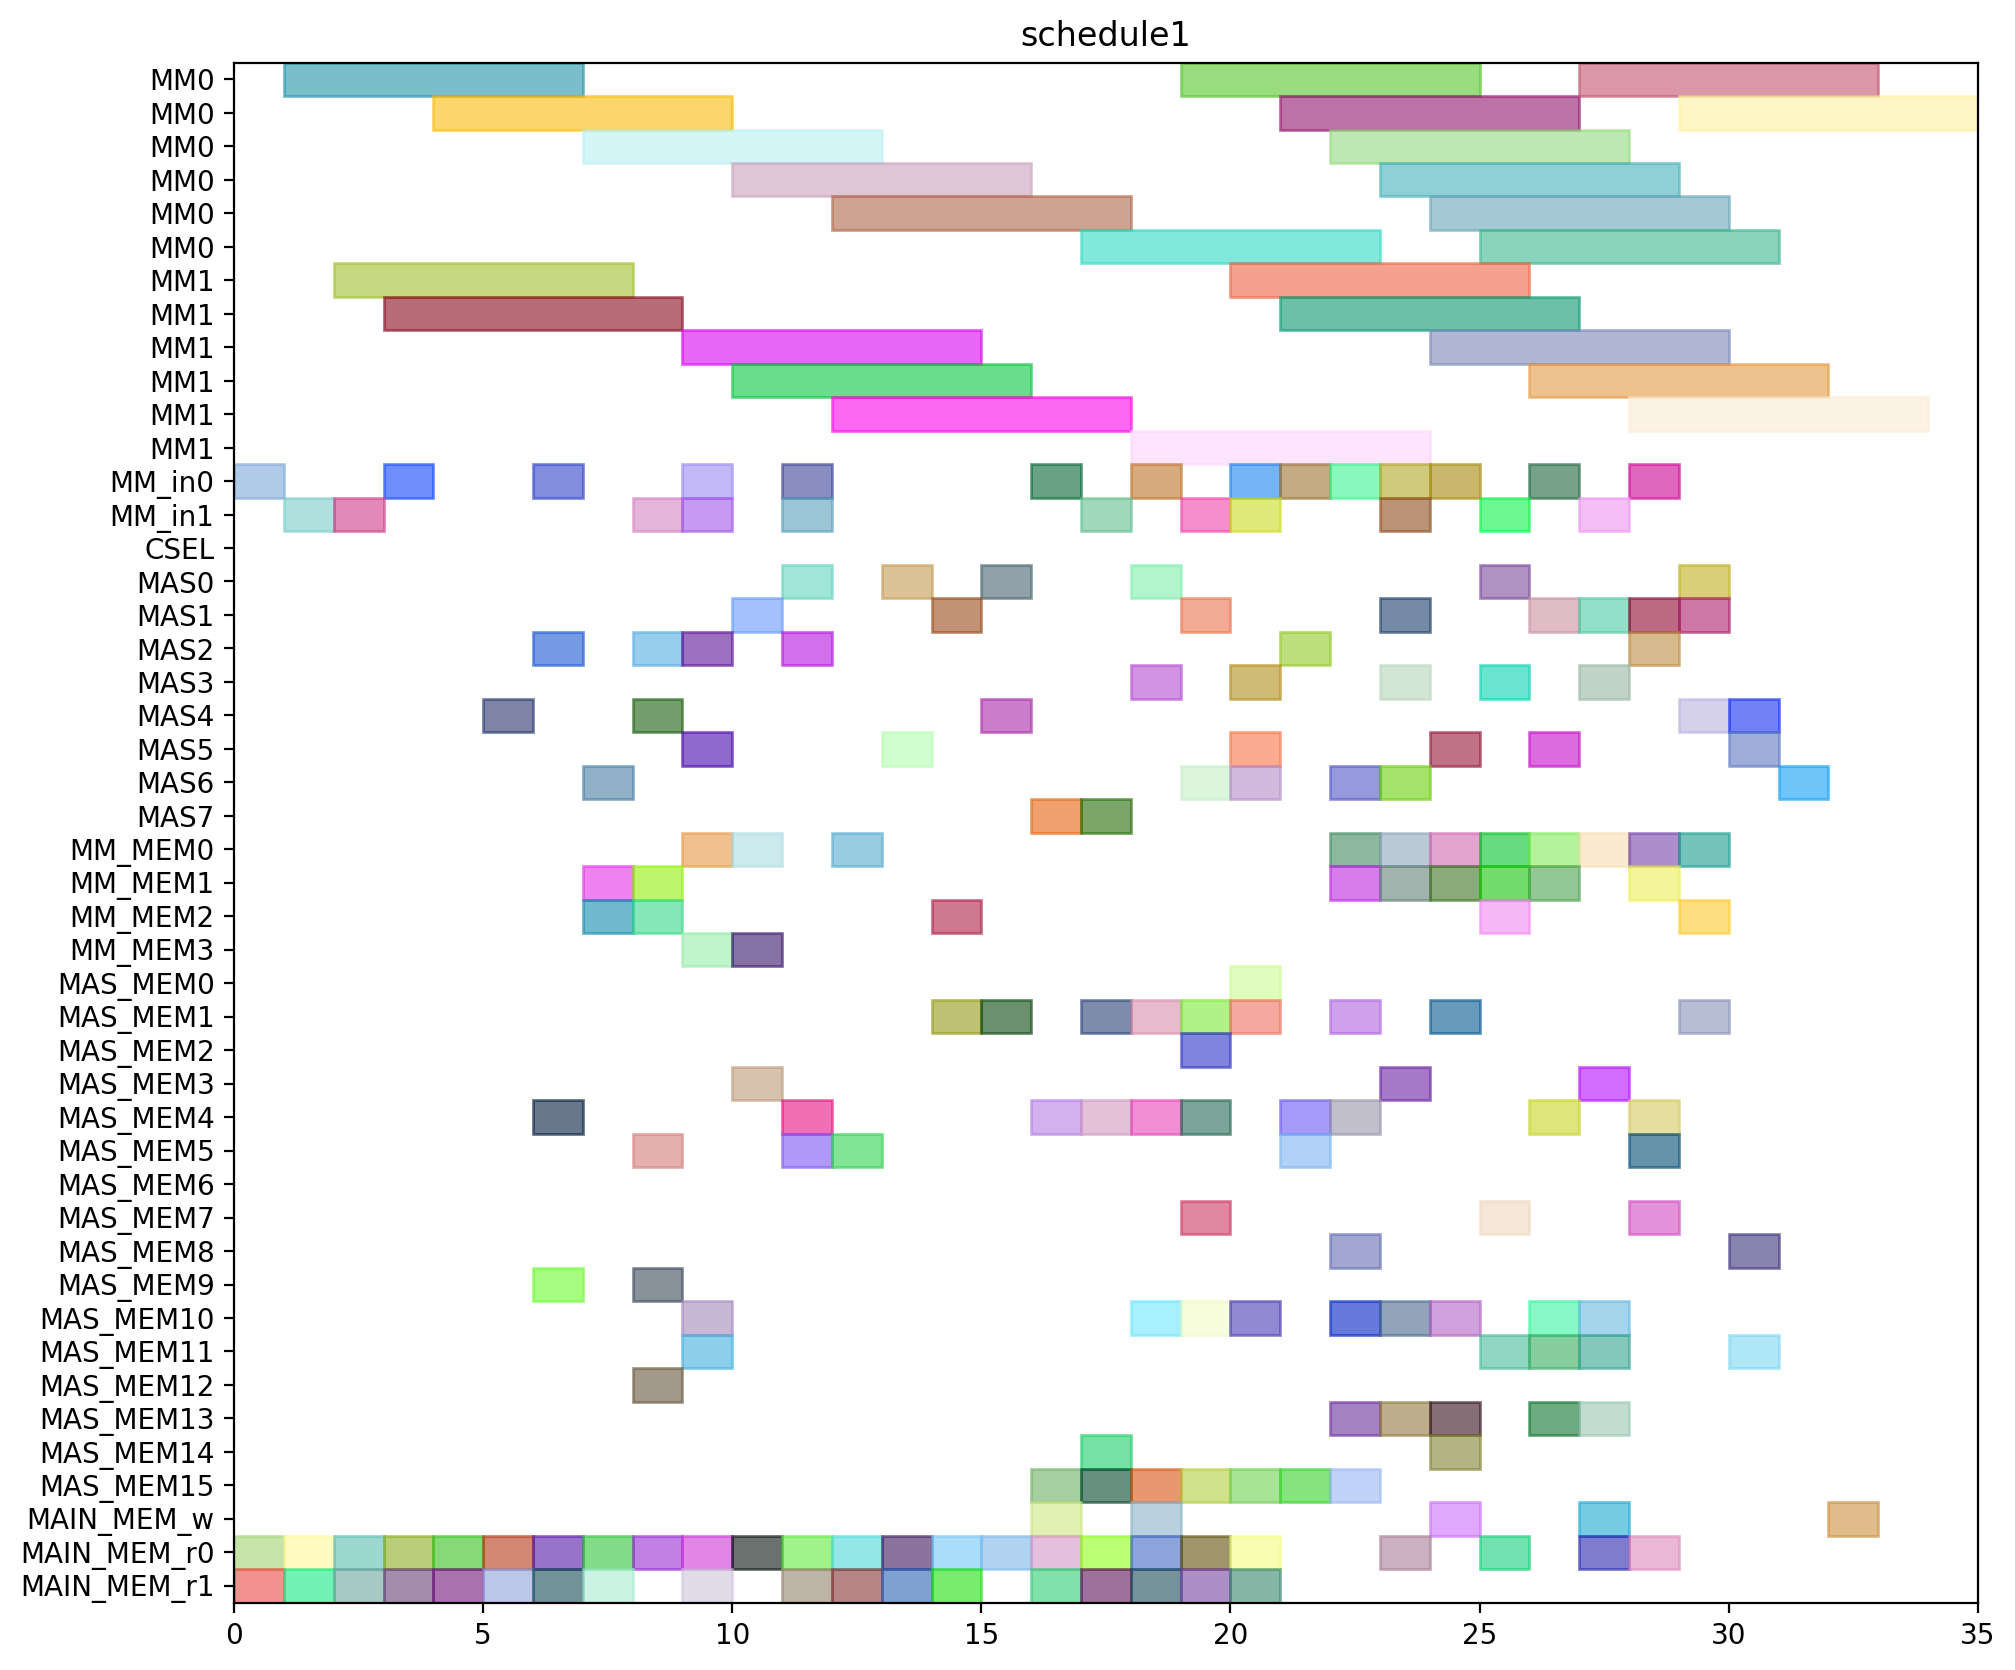 schedule1
MM0
MM0
MM0
MM0
MM0
MM0
MM1
MM1
MM1
MM1
MM1
MM1
MM_in0
MM_in1
CSEL
MAS0
MAS1
MAS2
MAS3
MAS4
MAS5
MAS6
MAS7
MM_MEM0
MM_MEM1
MM_MEM2
MM_MEM3
MAS_MEM0
MAS_MEM1
MAS_MEM2
MAS_MEM3
MAS_MEM4
MAS_MEM5
MAS_MEM6
MAS_MEM7
MAS_MEM8
MAS_MEM9
MAS_MEM10
MAS_MEM11
MAS_MEM12
MAS_MEM13
MAS_MEM14
MAS_MEM15
MAIN_MEM_w
MAIN_MEM_r0
MAIN_MEM_r1
0 5 10 15 20 25 30 35